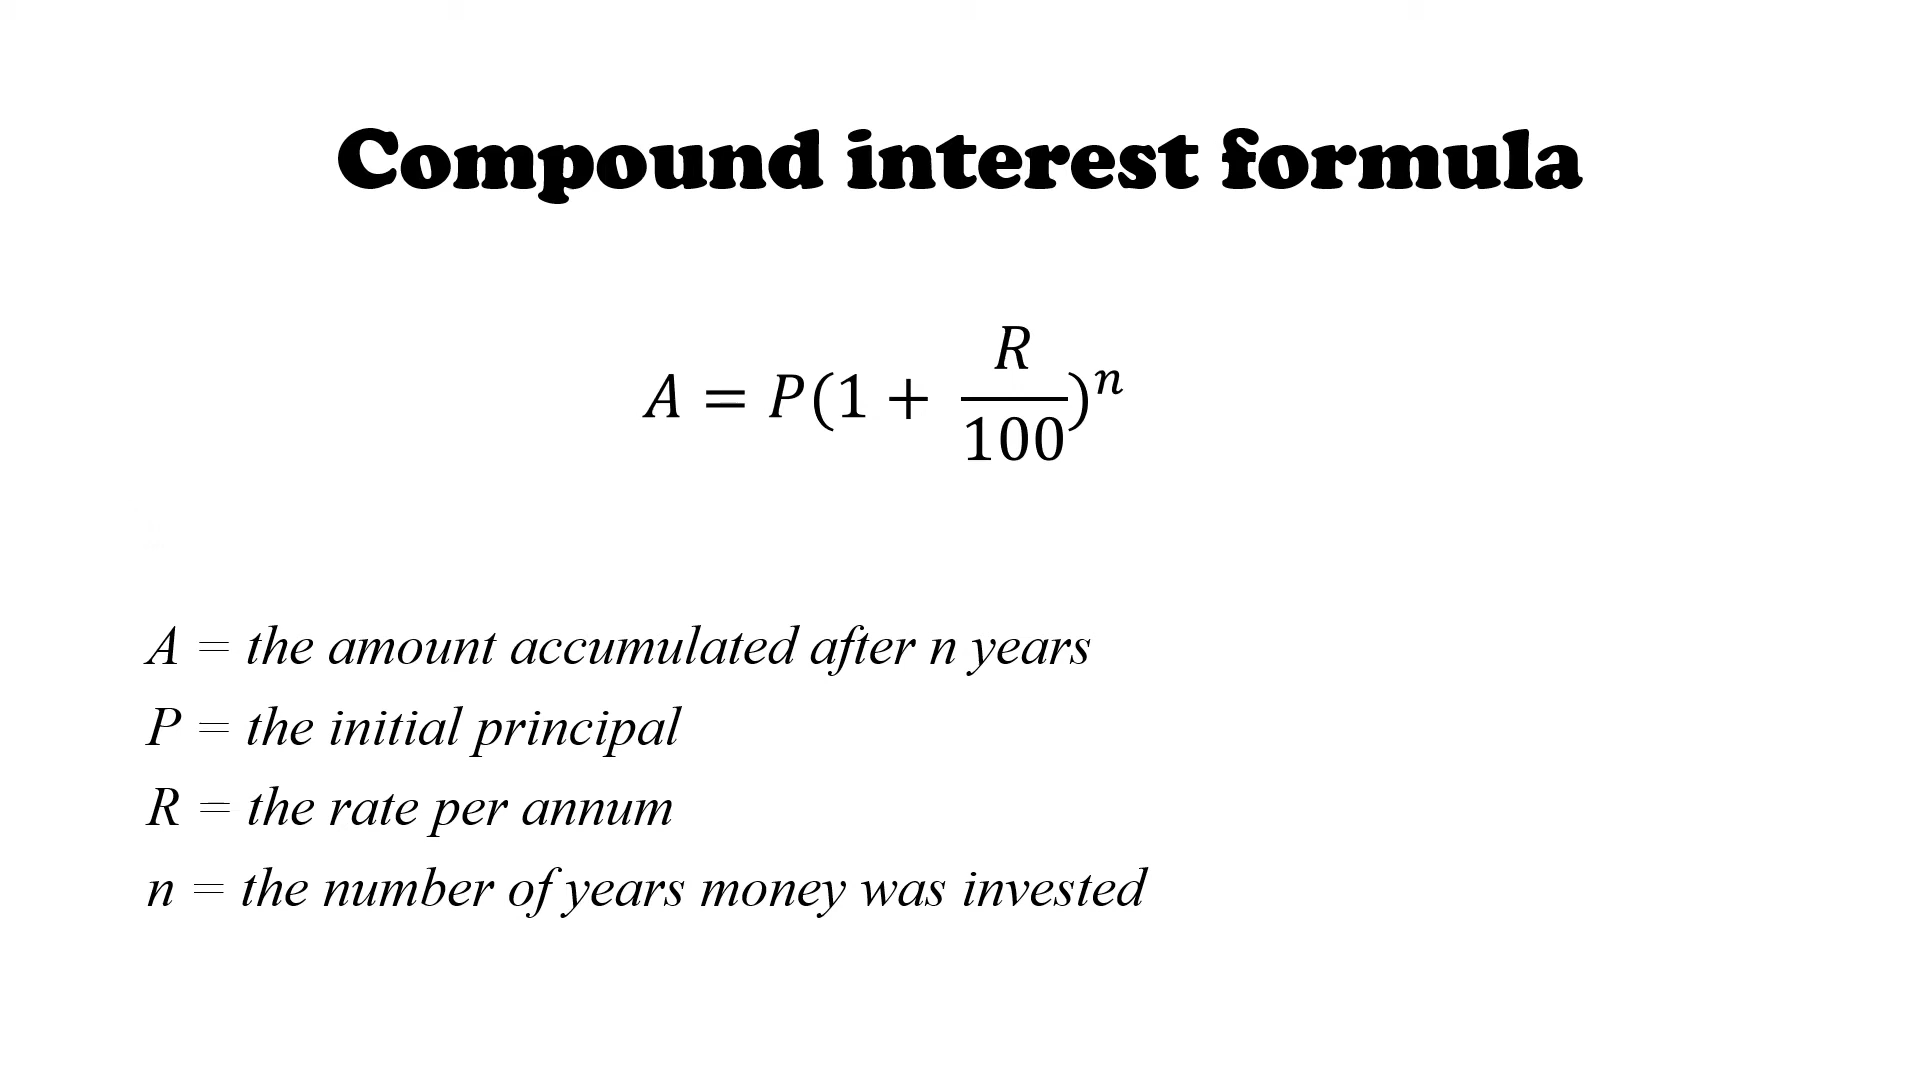 Compound interest formula
A = P(1 + R/100)^n
A = the amount accumulated after n years
P = the initial principal
R = the rate per annum
n = the number of years money was invested